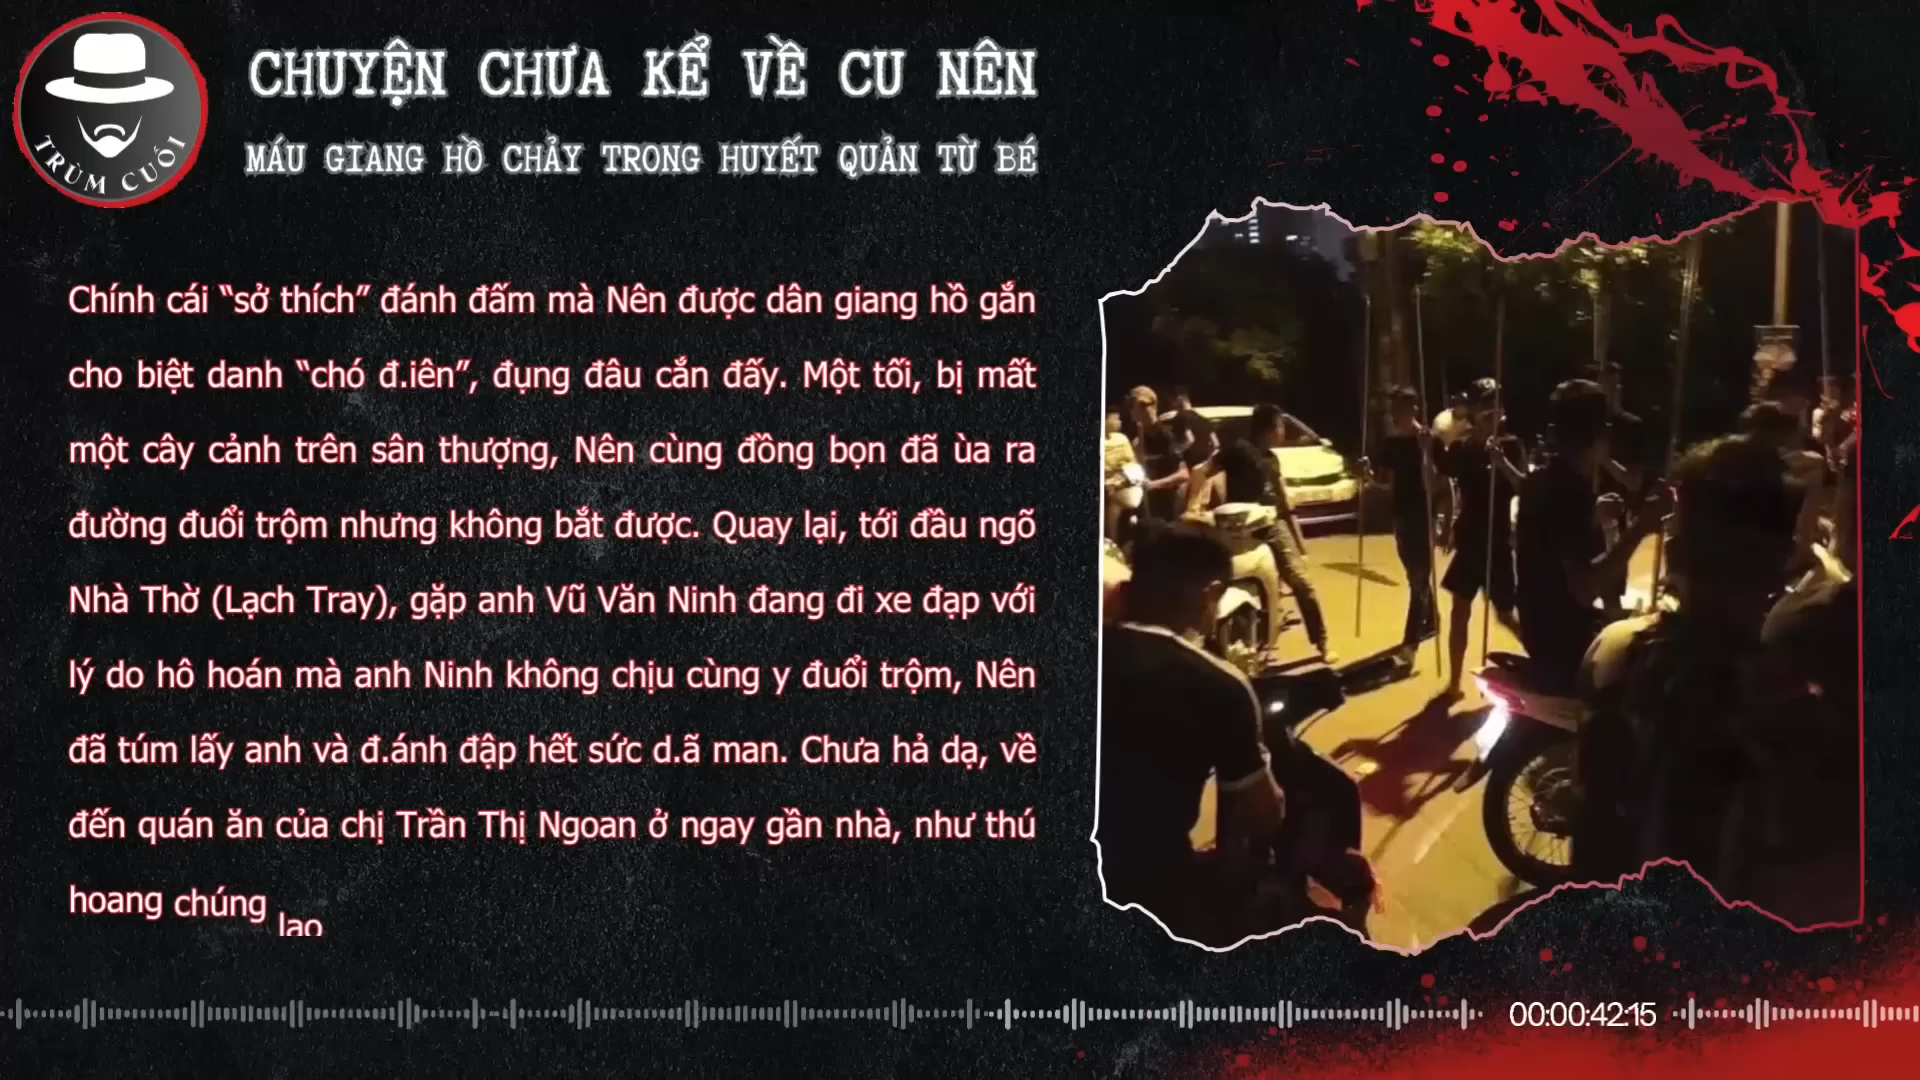 TRÙM CUỐI
CHUYỆN CHƯA KỂ VỀ CU NÊN
MÁU GIANG HỒ CHẢY TRONG HUYẾT QUẢN TỪ BÉ
Chính cái “sở thích” đánh đấm mà Nên được dân giang hồ gắn
cho biệt danh “chó đ.iên”, đụng đâu cắn đấy. Một tối, bị mất
một cây cảnh trên sân thượng, Nên cùng đồng bọn đã ùa ra
đường đuổi trộm nhưng không bắt được. Quay lại, tới đầu ngõ
Nhà Thờ (Lạch Tray), gặp anh Vũ Văn Ninh đang đi xe đạp với
lý do hô hoán mà anh Ninh không chịu cùng y đuổi trộm, Nên
đã túm lấy anh và đ.ánh đập hết sức d.ã man. Chưa hả dạ, về
đến quán ăn của chị Trần Thị Ngoan ở ngay gần nhà, như thú
hoang chúng lao
00:00:42:15